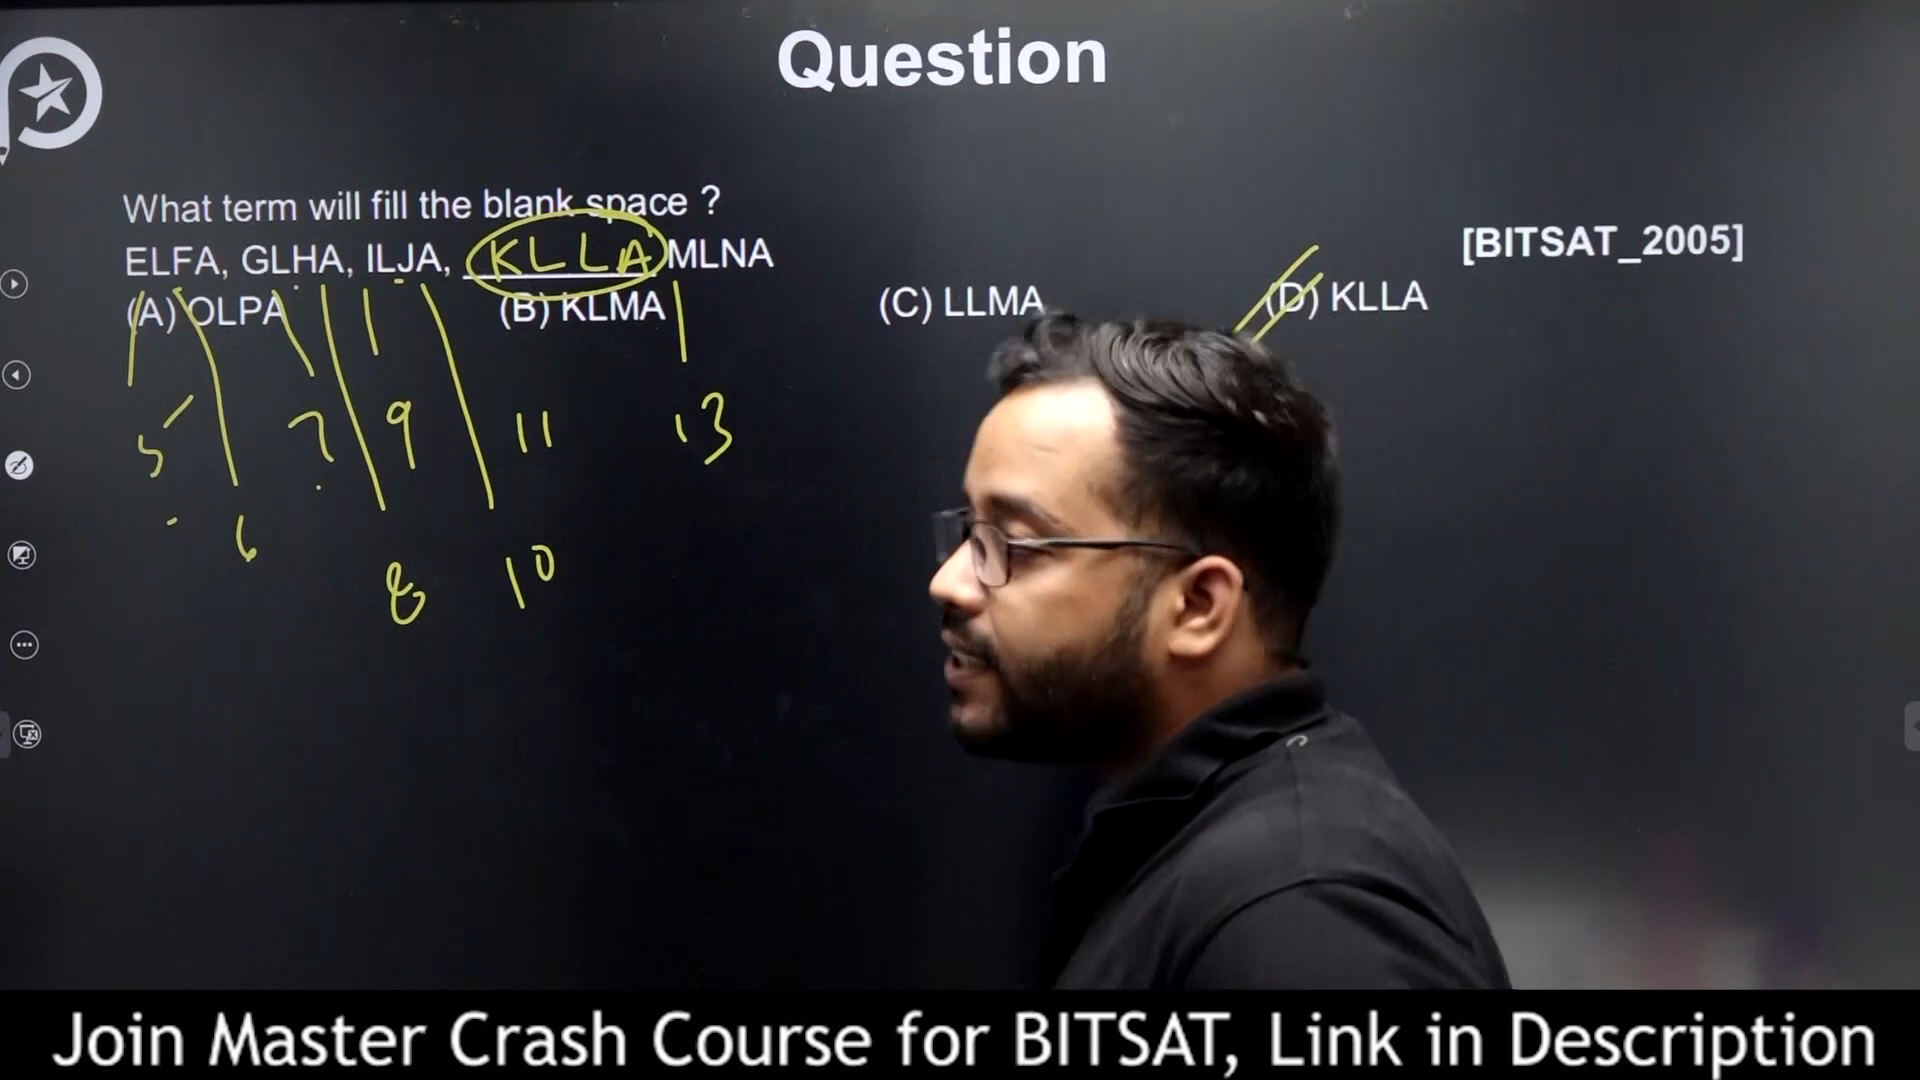 Question
What term will fill the blank space ?
[BITSAT_2005]
ELFA, GLHA, ILJA, KLLA MLNA
(A) OLPA (B) KLMA (C) LLMA (D) KLLA
5 7 9 11 13
6 8 10
Join Master Crash Course for BITSAT, Link in Description